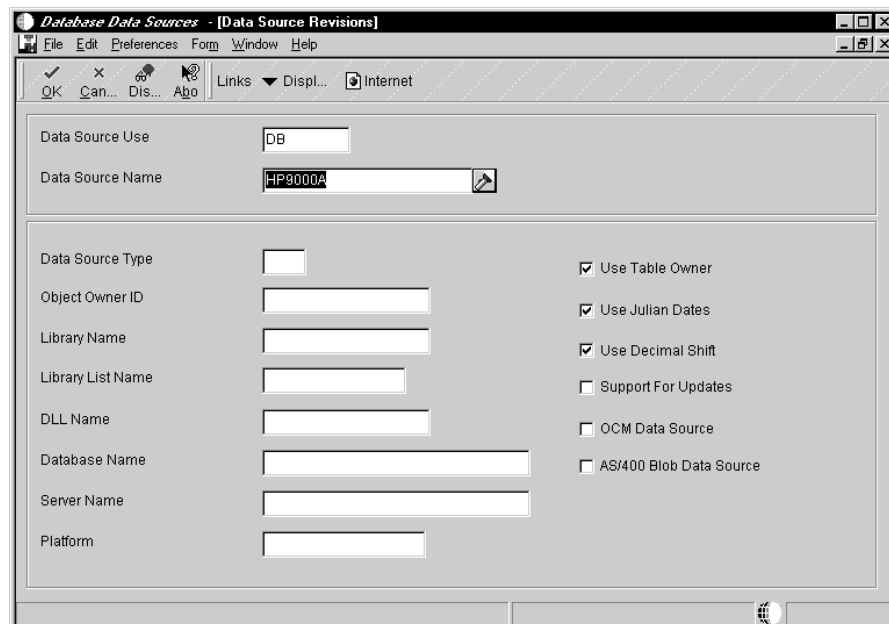 Database Data Sources - [Data Source Revisions]
File Edit Preferences Form Window Help
OK Can... Dis... Abo Links Displ... Internet
Data Source Use DB
Data Source Name HP9000A
Data Source Type
Use Table Owner
Object Owner ID
Use Julian Dates
Library Name
Use Decimal Shift
Library List Name
Support For Updates
DLL Name
OCM Data Source
Database Name
AS/400 Blob Data Source
Server Name
Platform